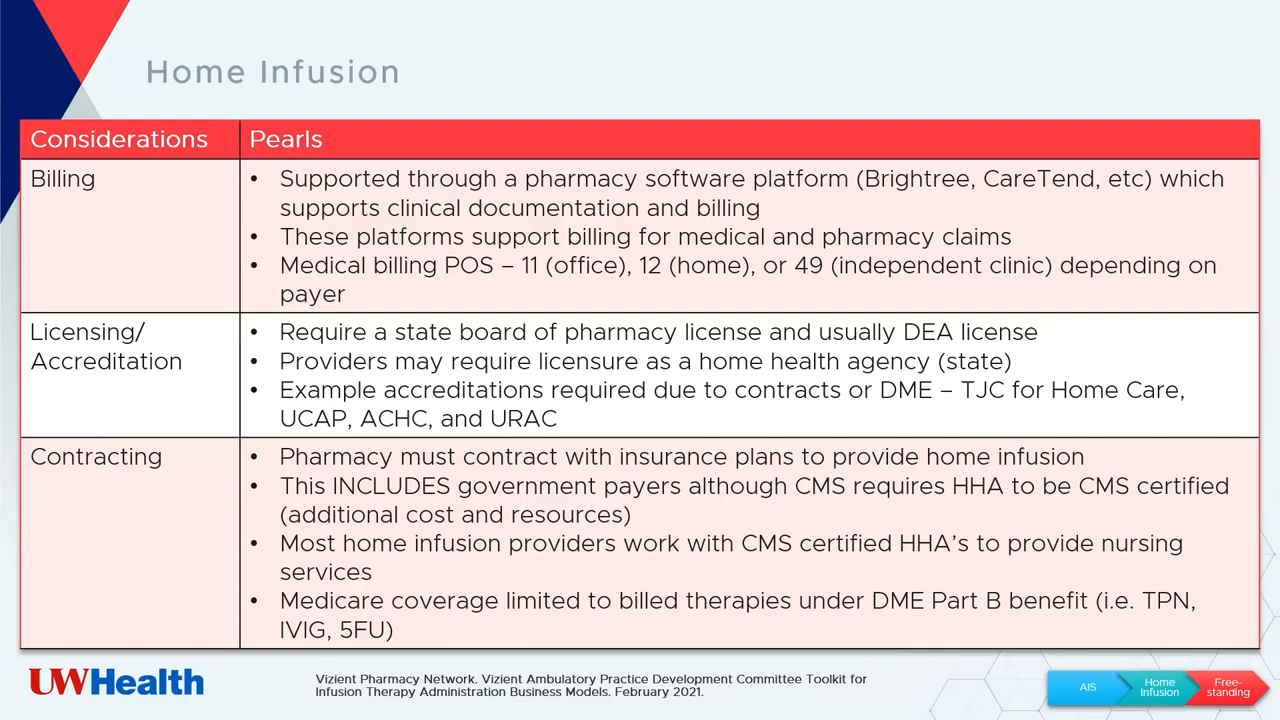 Home Infusion
Considerations
Pearls
Billing
• Supported through a pharmacy software platform (Brightree, CareTend, etc) which
supports clinical documentation and billing
• These platforms support billing for medical and pharmacy claims
• Medical billing POS – 11 (office), 12 (home), or 49 (independent clinic) depending on
payer
Licensing/
Accreditation
• Require a state board of pharmacy license and usually DEA license
• Providers may require licensure as a home health agency (state)
• Example accreditations required due to contracts or DME – TJC for Home Care,
UCAP, ACHC, and URAC
Contracting
• Pharmacy must contract with insurance plans to provide home infusion
• This INCLUDES government payers although CMS requires HHA to be CMS certified
(additional cost and resources)
• Most home infusion providers work with CMS certified HHA’s to provide nursing
services
• Medicare coverage limited to billed therapies under DME Part B benefit (i.e. TPN,
IVIG, 5FU)
UWHealth
Vizient Pharmacy Network. Vizient Ambulatory Practice Development Committee Toolkit for
Infusion Therapy Administration Business Models. February 2021.
AIS
Home
Infusion
Free-
standing